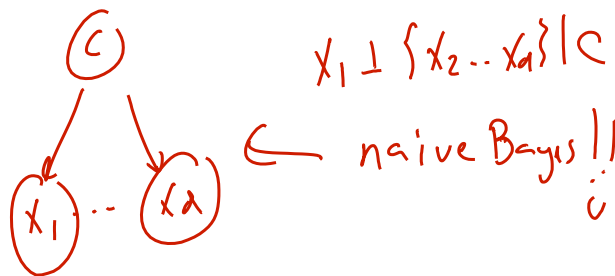 C
X₁ ⊥ {X₂ .. Xd} | C
← naive Bayes!!
X₁ ... Xd